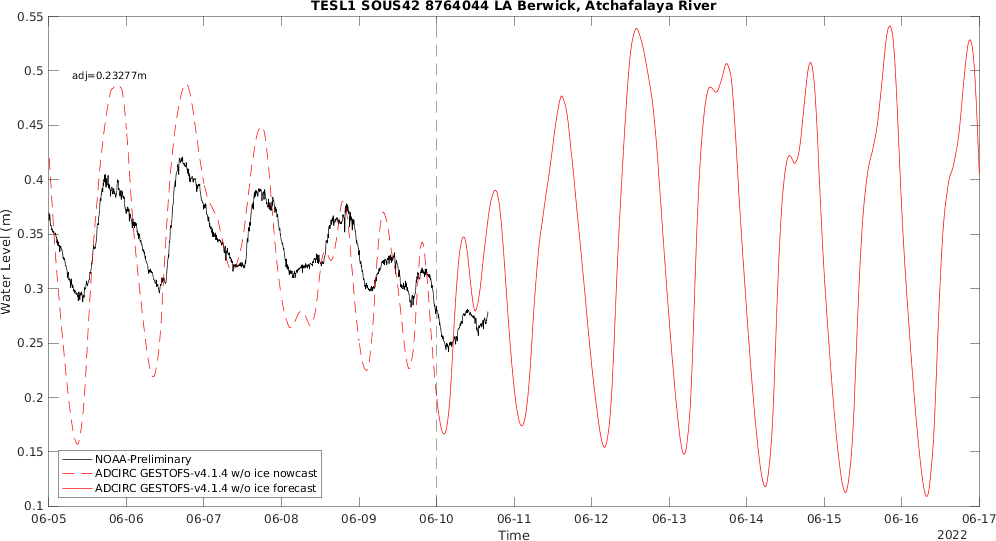 TESL1 SOUS42 8764044 LA Berwick, Atchafalaya River
adj=0.23277m
Water Level (m)
0.55
0.5
0.45
0.4
0.35
0.3
0.25
0.2
0.15
0.1
NOAA-Preliminary
ADCIRC GESTOFS-v4.1.4 w/o ice nowcast
ADCIRC GESTOFS-v4.1.4 w/o ice forecast
06-05 06-06 06-07 06-08 06-09 06-10 06-11 06-12 06-13 06-14 06-15 06-16 06-17
Time
2022